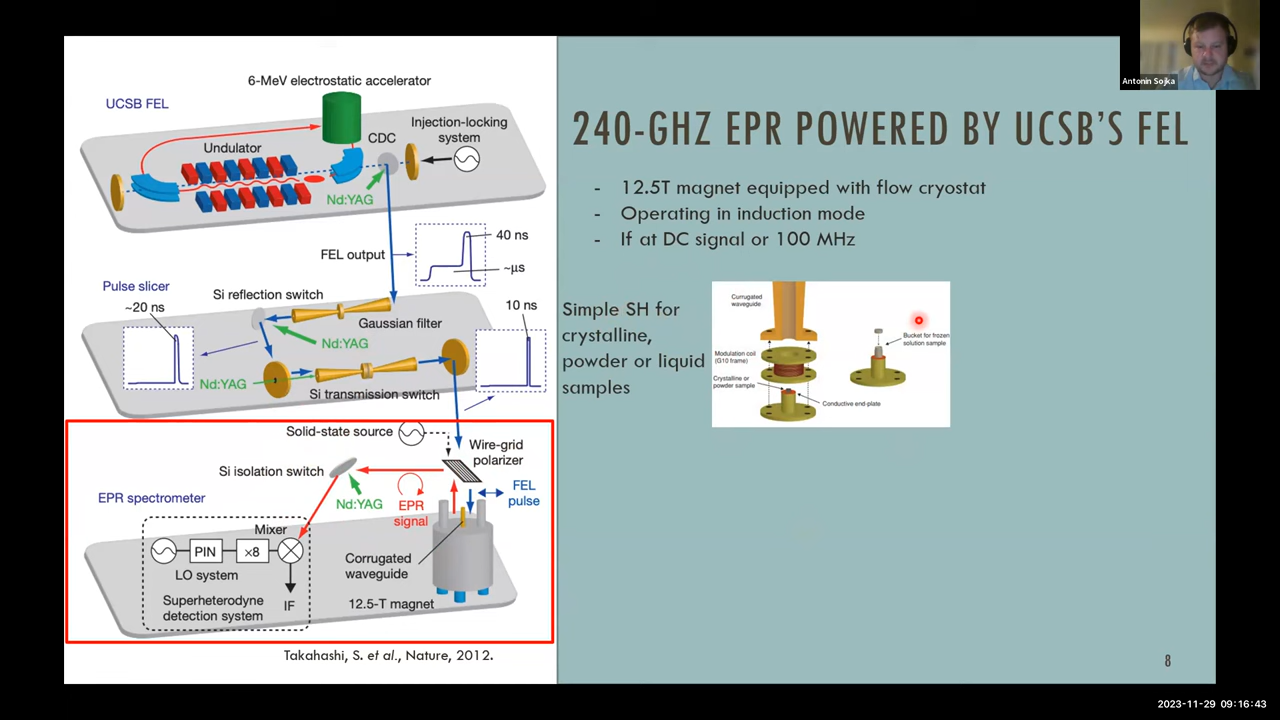 Antonin Sojka
6-MeV electrostatic accelerator
UCSB FEL
Injection-locking
system
CDC
Undulator
Nd:YAG
40 ns
FEL output
~μs
Pulse slicer
Si reflection switch
~20 ns
10 ns
Gaussian filter
Nd:YAG
Nd:YAG
Si transmission switch
Solid-state source
Wire-grid
polarizer
Si isolation switch
FEL
pulse
EPR spectrometer
Nd:YAG
EPR
signal
Mixer
PIN
×8
LO system
Corrugated
waveguide
Superheterodyne
detection system
IF
12.5-T magnet
Takahashi, S. et al., Nature, 2012.
240-GHZ EPR POWERED BY UCSB'S FEL
- 12.5T magnet equipped with flow cryostat
- Operating in induction mode
- If at DC signal or 100 MHz
Simple SH for
crystalline,
powder or liquid
samples
Currugated
waveguide
Modulation coil
(G10 frame)
Crystalline or
powder sample
Conductive end-plate
Bucket for frozen
solution sample
8
2023-11-29 09:16:43